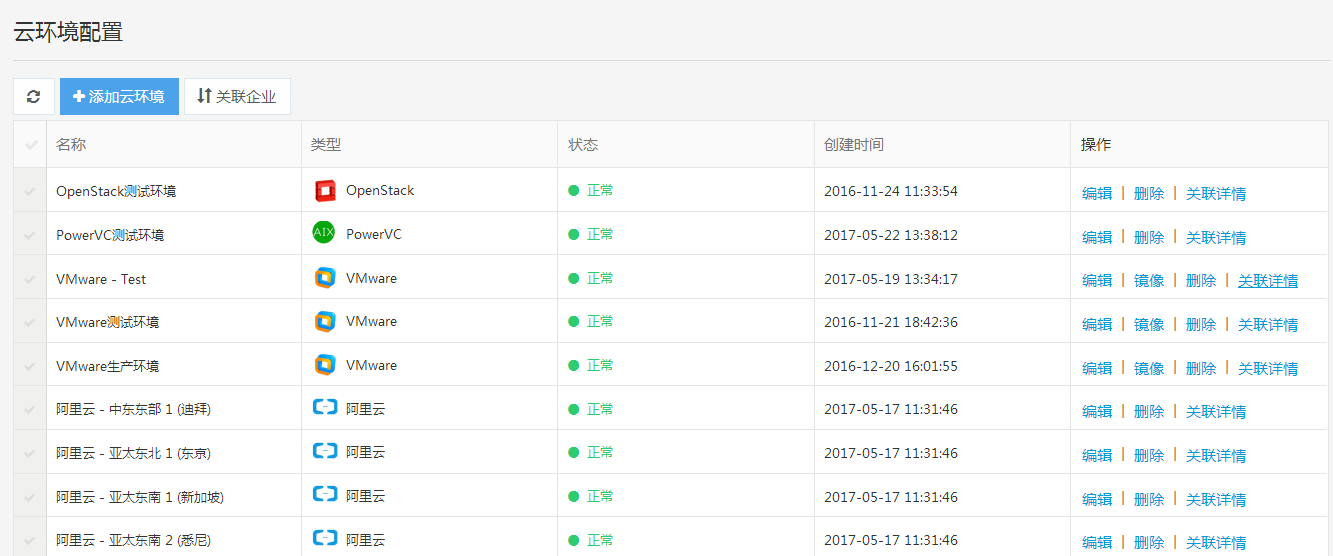 云环境配置
添加云环境 关联企业
名称 类型 状态 创建时间 操作
OpenStack测试环境 OpenStack 正常 2016-11-24 11:33:54 编辑 | 删除 | 关联详情
PowerVC测试环境 AIX PowerVC 正常 2017-05-22 13:38:12 编辑 | 删除 | 关联详情
VMware - Test VMware 正常 2017-05-19 13:34:17 编辑 | 镜像 | 删除 | 关联详情
VMware测试环境 VMware 正常 2016-11-21 18:42:36 编辑 | 镜像 | 删除 | 关联详情
VMware生产环境 VMware 正常 2016-12-20 16:01:55 编辑 | 镜像 | 删除 | 关联详情
阿里云 - 中东东部 1 (迪拜) 阿里云 正常 2017-05-17 11:31:46 编辑 | 删除 | 关联详情
阿里云 - 亚太东北 1 (东京) 阿里云 正常 2017-05-17 11:31:46 编辑 | 删除 | 关联详情
阿里云 - 亚太东南 1 (新加坡) 阿里云 正常 2017-05-17 11:31:46 编辑 | 删除 | 关联详情
阿里云 - 亚太东南 2 (悉尼) 阿里云 正常 2017-05-17 11:31:46 编辑 | 删除 | 关联详情